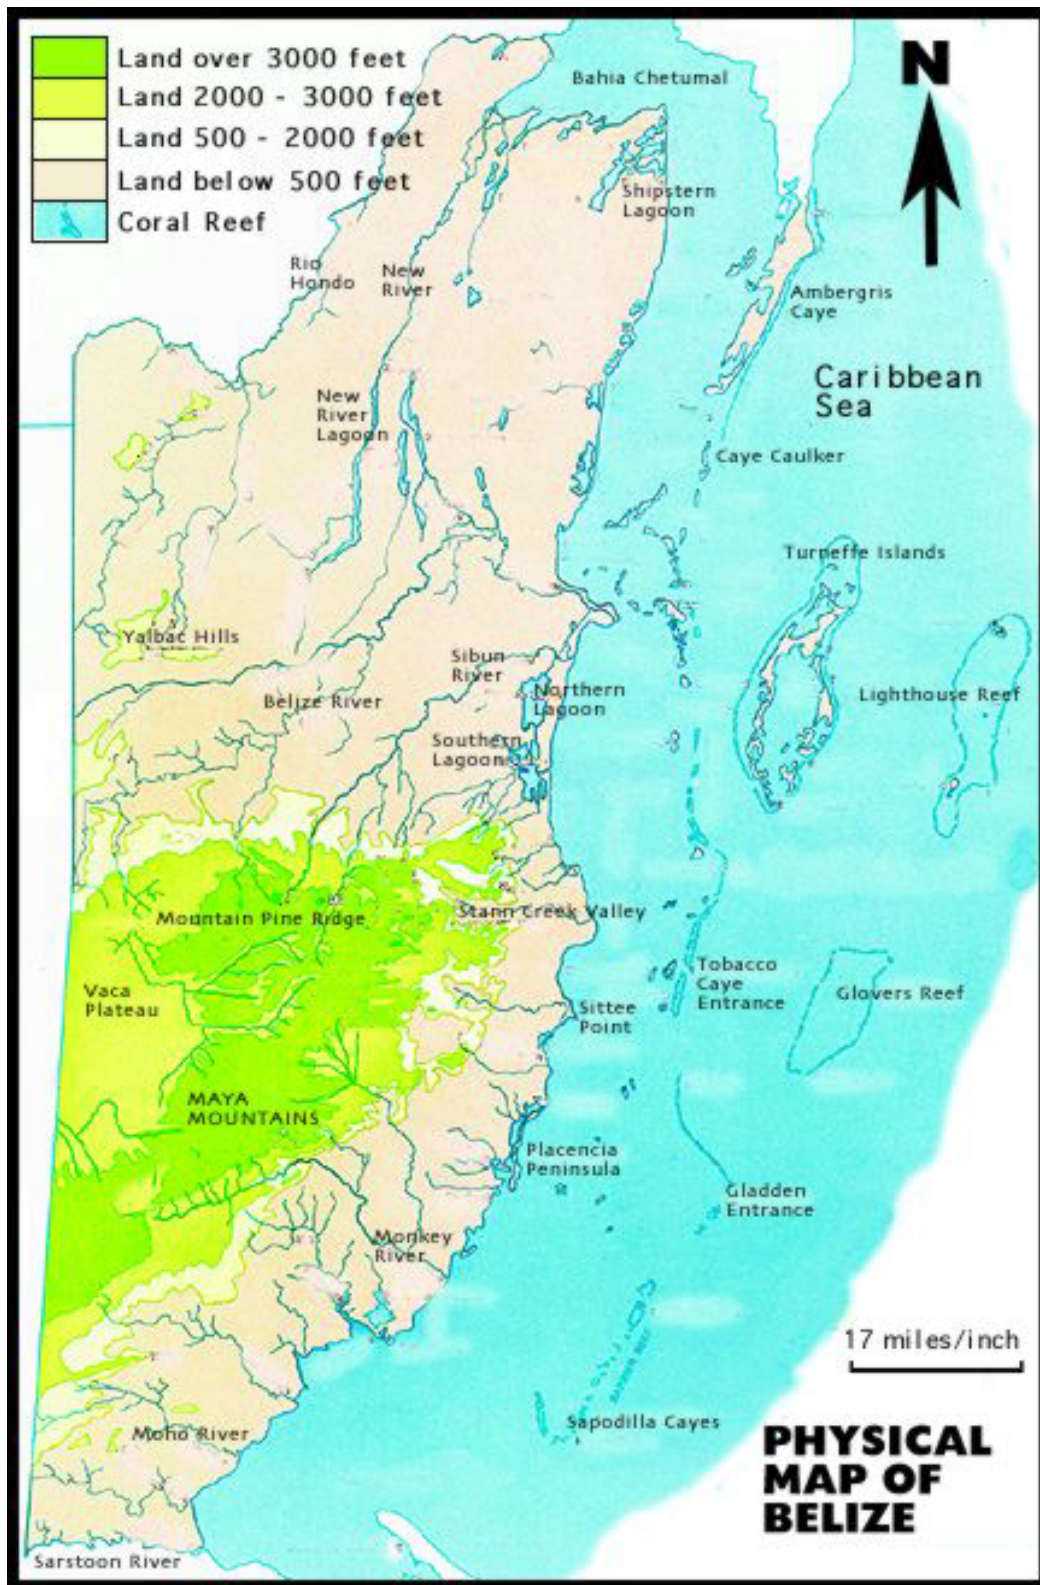 Land over 3000 feet
Land 2000 - 3000 feet
Land 500 - 2000 feet
Land below 500 feet
Coral Reef
N
Bahia Chetumal
Shipstern
Lagoon
Rio
Hondo
New
River
Ambergris
Caye
Caribbean
Sea
New
River
Lagoon
Caye Caulker
Turneffe Islands
Yalbac Hills
Sibun
River
Belize River
Northern
Lagoon
Lighthouse Reef
Southern
Lagoon
Mountain Pine Ridge
Stann Creek Valley
Vaca
Plateau
Tobacco
Caye
Entrance
Glovers Reef
Sittee
Point
MAYA
MOUNTAINS
Placencia
Peninsula
Gladden
Entrance
Monkey
River
17 miles/inch
Sapodilla Cayes
Moho River
PHYSICAL
MAP OF
BELIZE
Sarstoon River